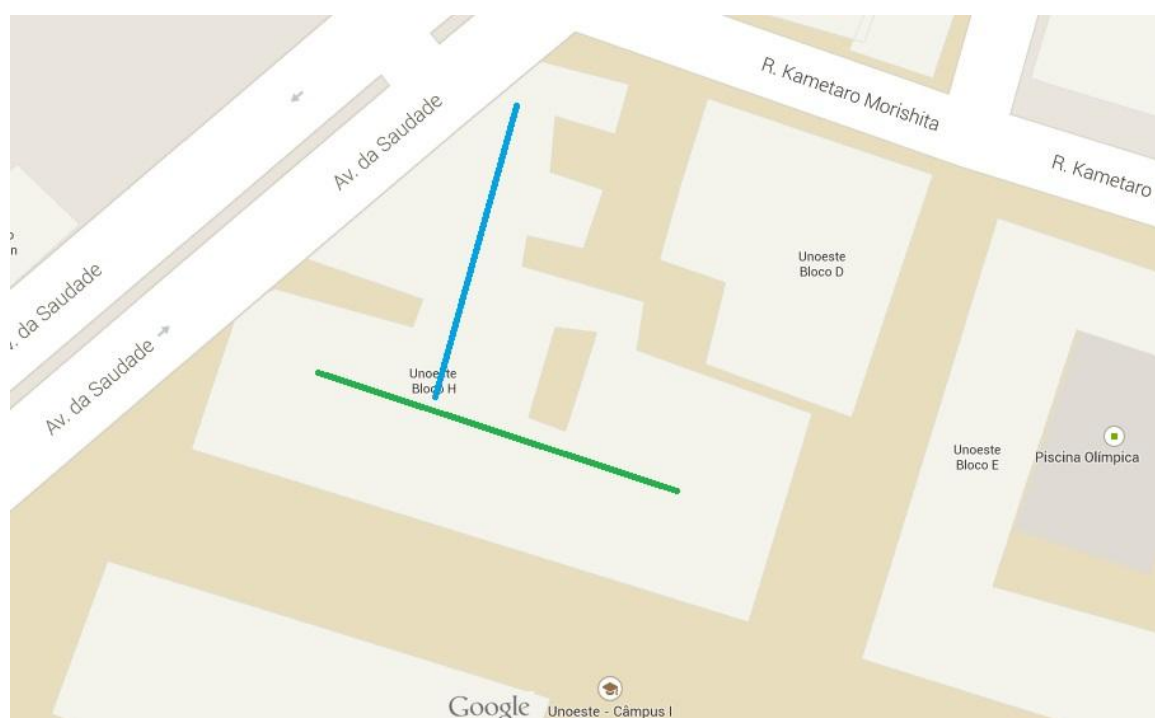 R. Kametaro Morishita
R. Kametaro
Av. da Saudade
Unoeste
Bloco D
Av. da Saudade
Av. da Saudade
Unoeste
Bloco H
Unoeste
Bloco E
Piscina Olímpica
Google
Unoeste - Câmpus I